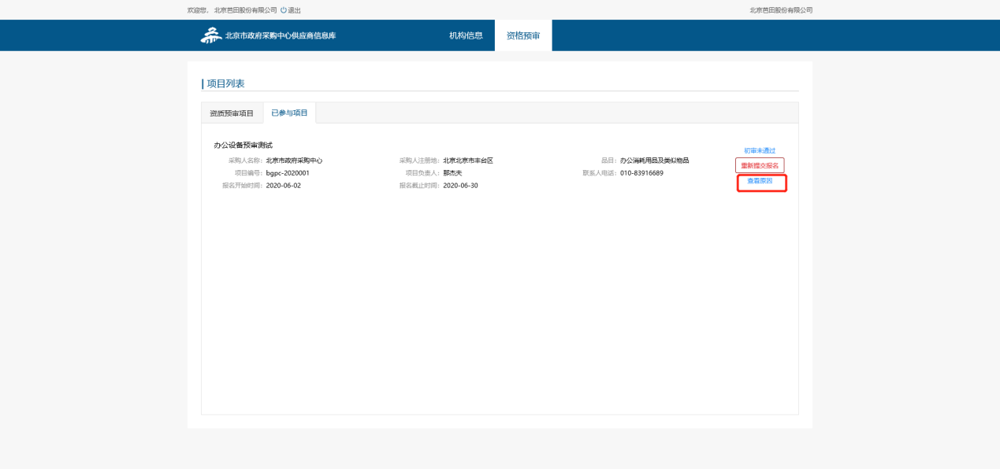 欢迎您， 北京芭田股份有限公司 退出 北京芭田股份有限公司
北京市政府采购中心供应商信息库 机构信息 资格预审
项目列表
资质预审项目 已参与项目
办公设备预审测试
初审未通过
采购人名称: 北京市政府采购中心 采购人注册地: 北京北京市丰台区 品目: 办公消耗用品及类似物品
重新提交报名
项目编号: bgpc-2020001 项目负责人: 那杰夫 联系人电话: 010-83916689
查看原因
报名开始时间: 2020-06-02 报名截止时间: 2020-06-30